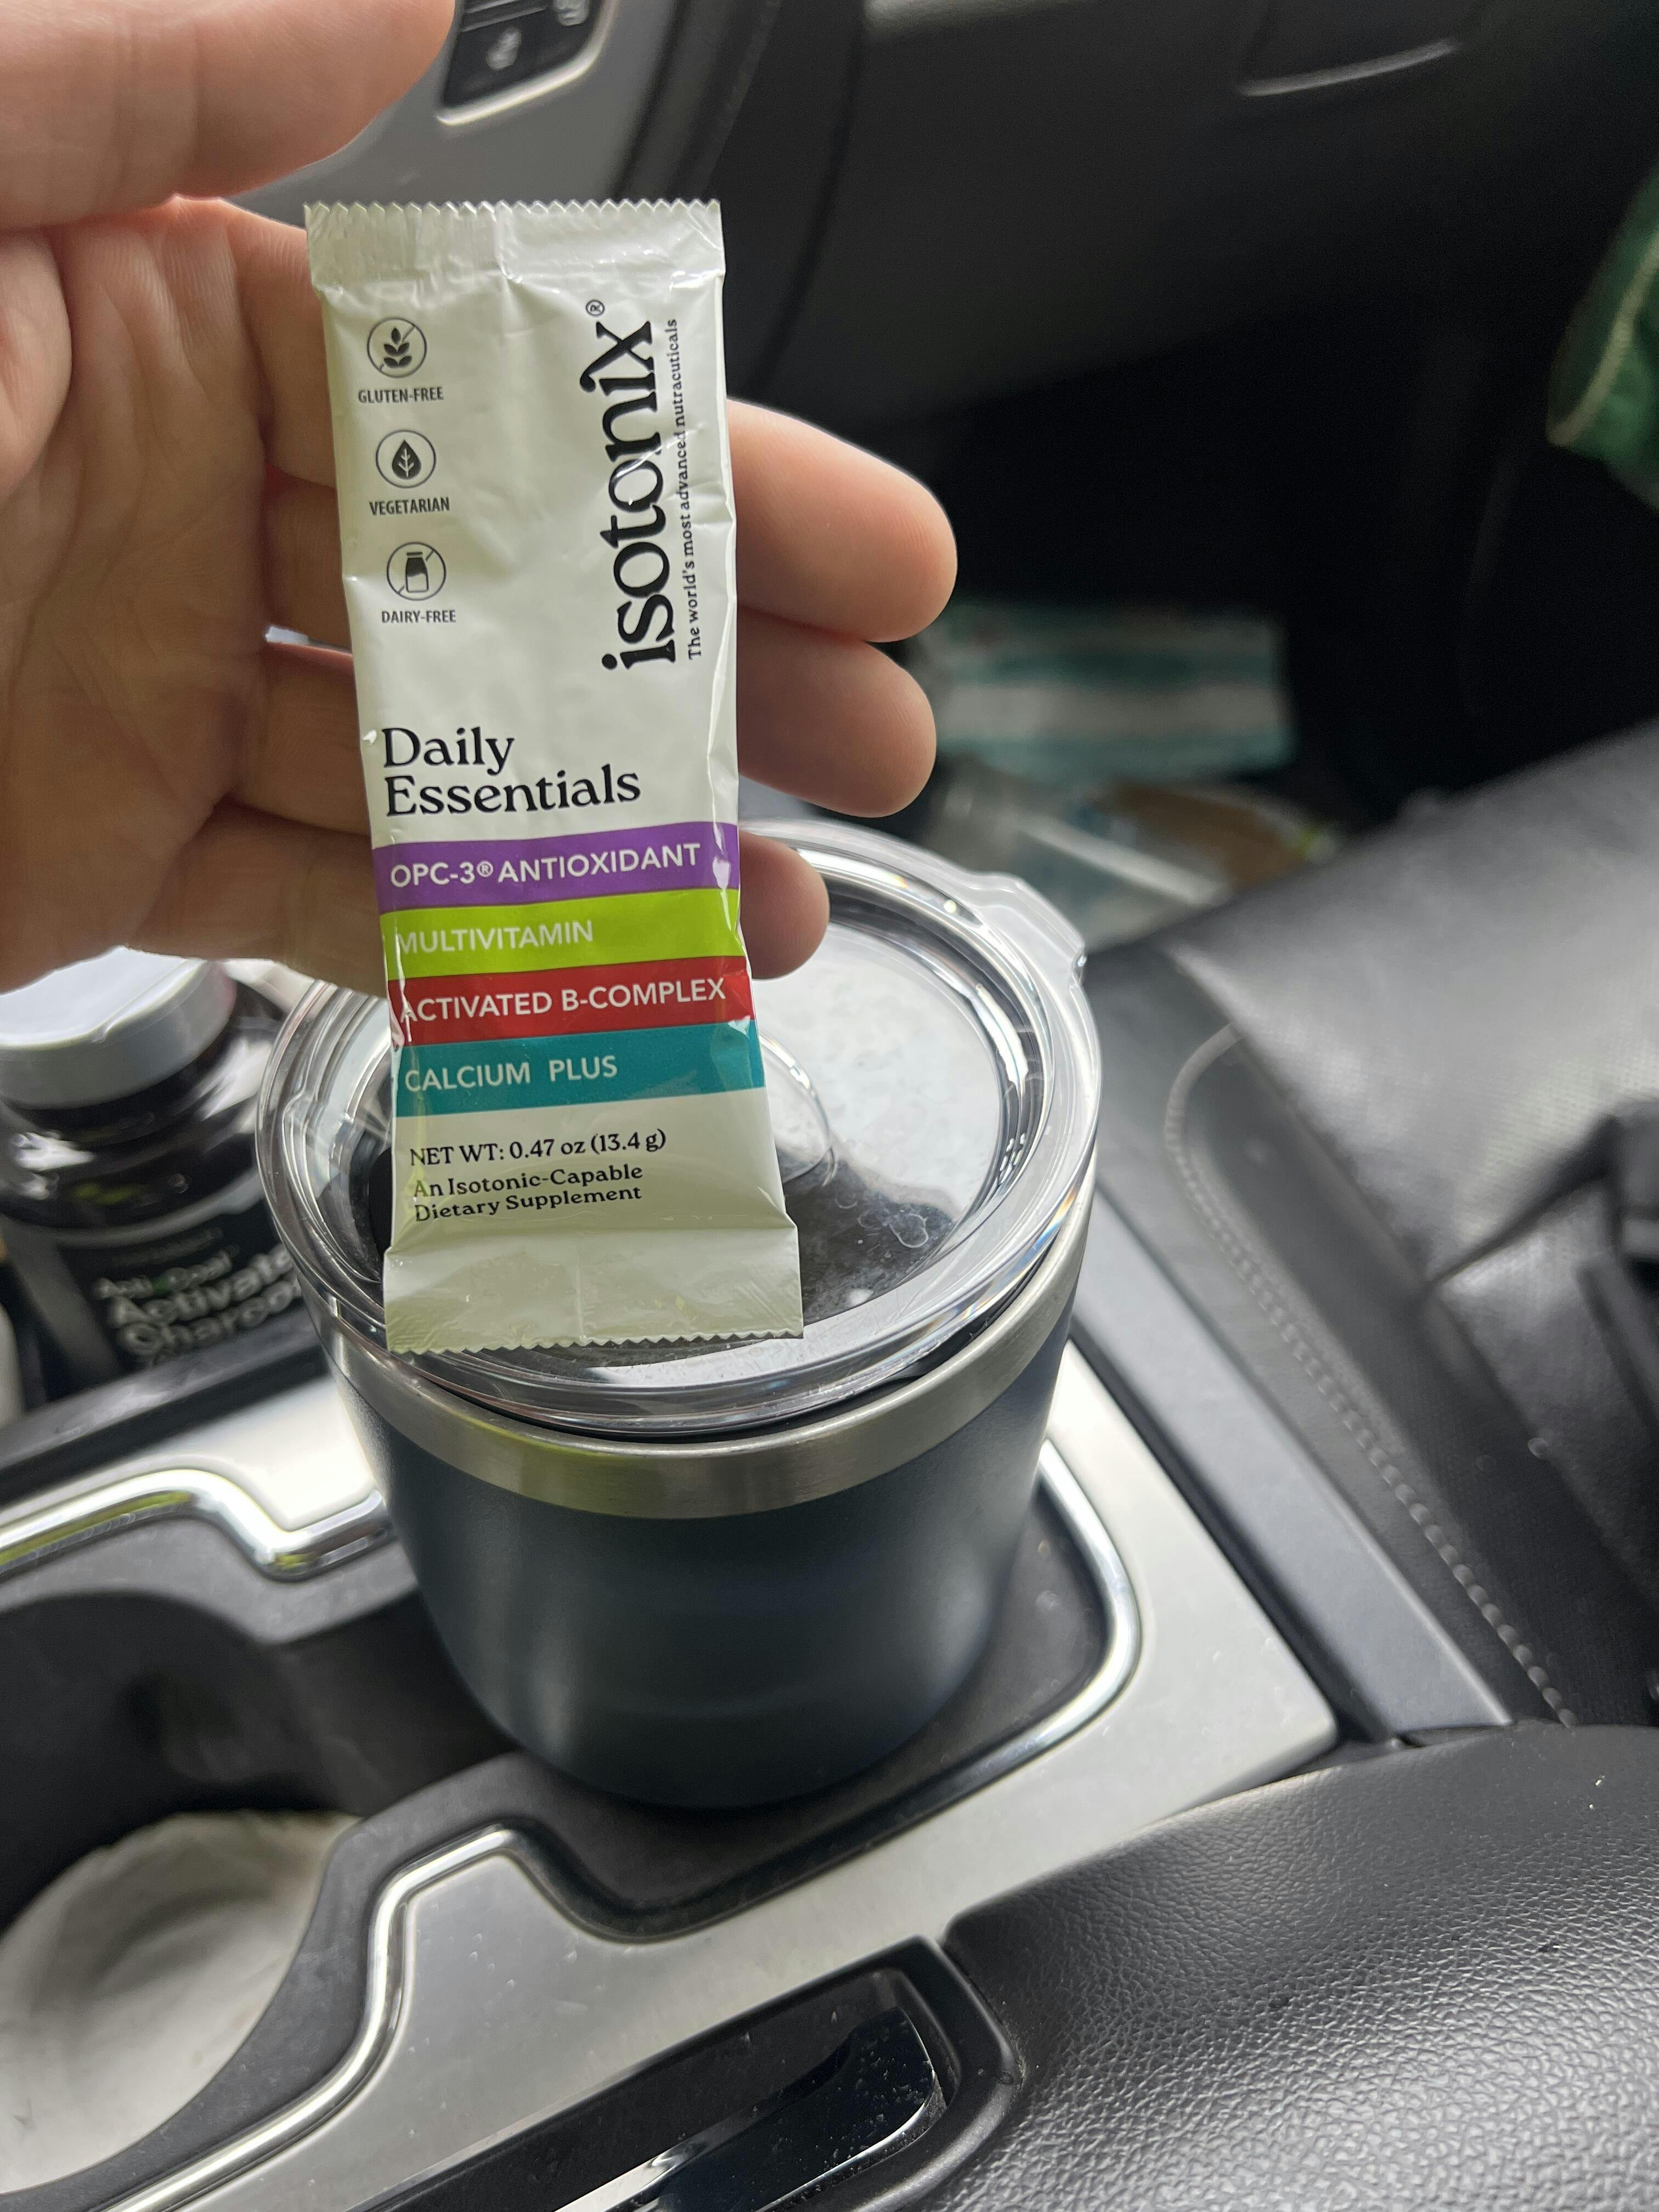 GLUTEN-FREE
VEGETARIAN
DAIRY-FREE
isotonix®
The world's most advanced nutraceuticals
Daily
Essentials
OPC-3® ANTIOXIDANT
MULTIVITAMIN
ACTIVATED B-COMPLEX
CALCIUM PLUS
NET WT: 0.47 oz (13.4 g)
An Isotonic-Capable
Dietary Supplement